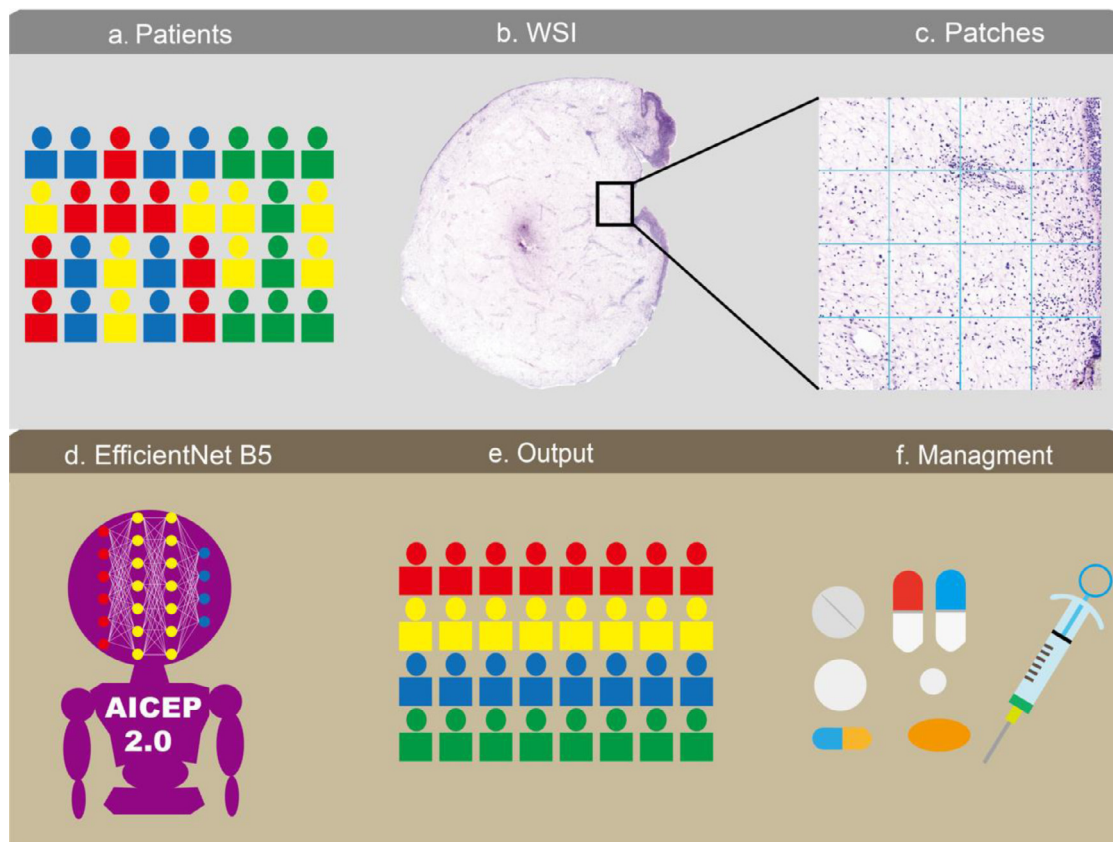 a. Patients
b. WSI
c. Patches
d. EfficientNet B5
e. Output
f. Managment
AICEP
2.0